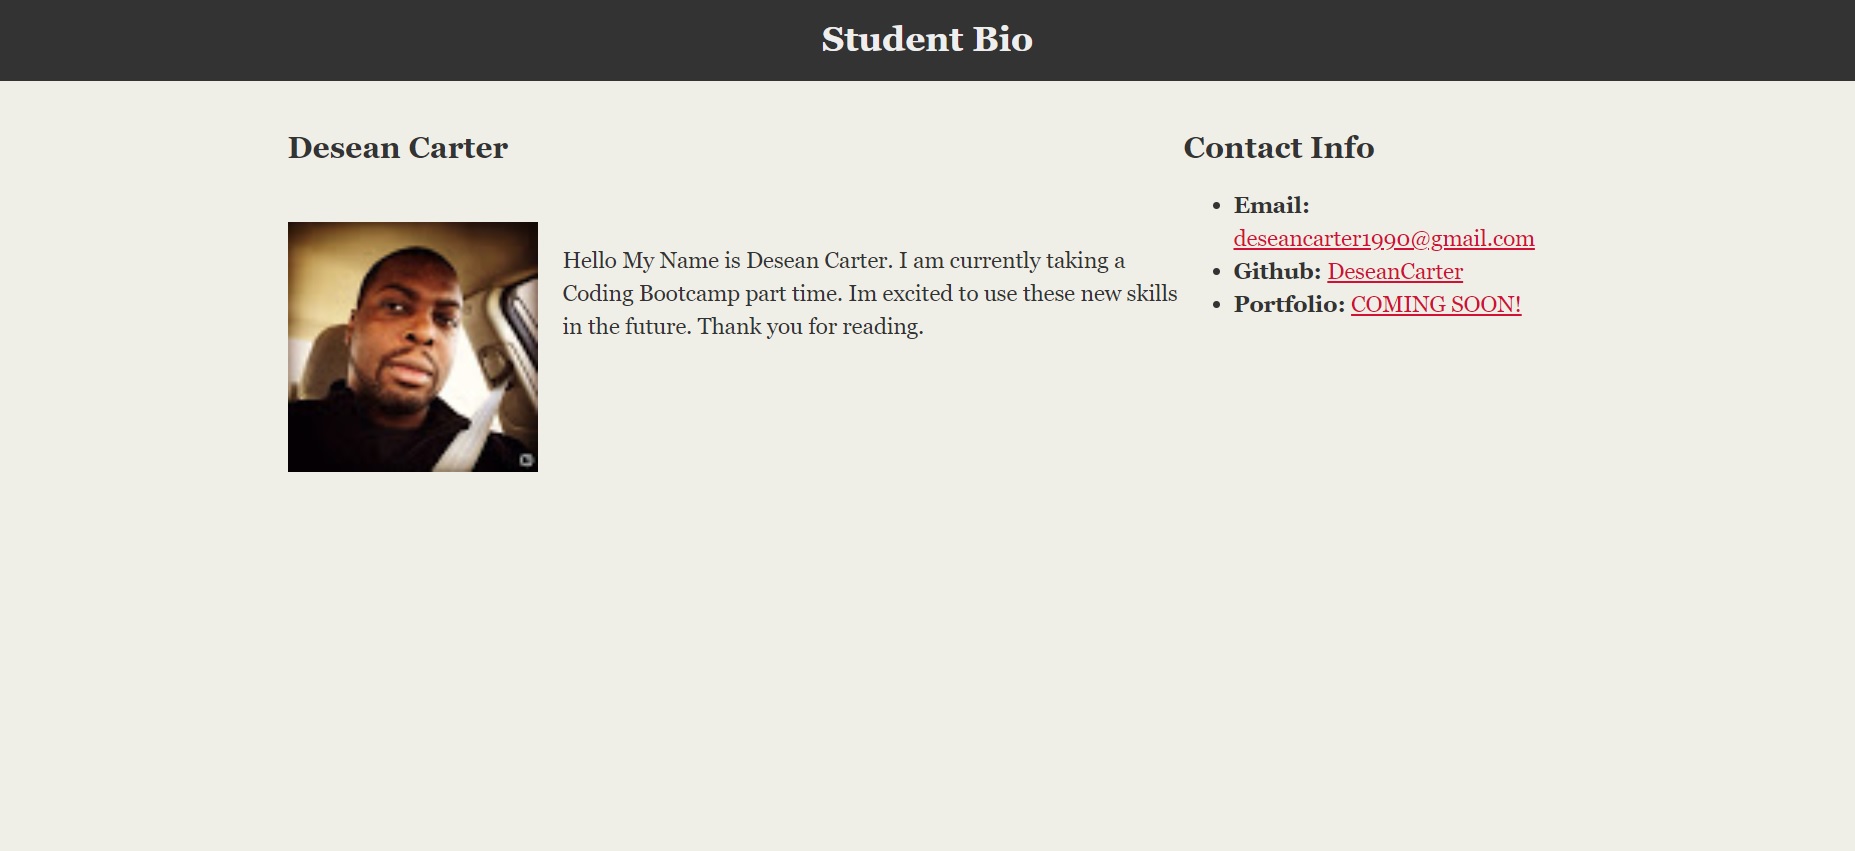 Student Bio
Desean Carter
Hello My Name is Desean Carter. I am currently taking a
Coding Bootcamp part time. Im excited to use these new skills
in the future. Thank you for reading.
Contact Info
Email:
deseancarter1990@gmail.com
Github: DeseanCarter
Portfolio: COMING SOON!